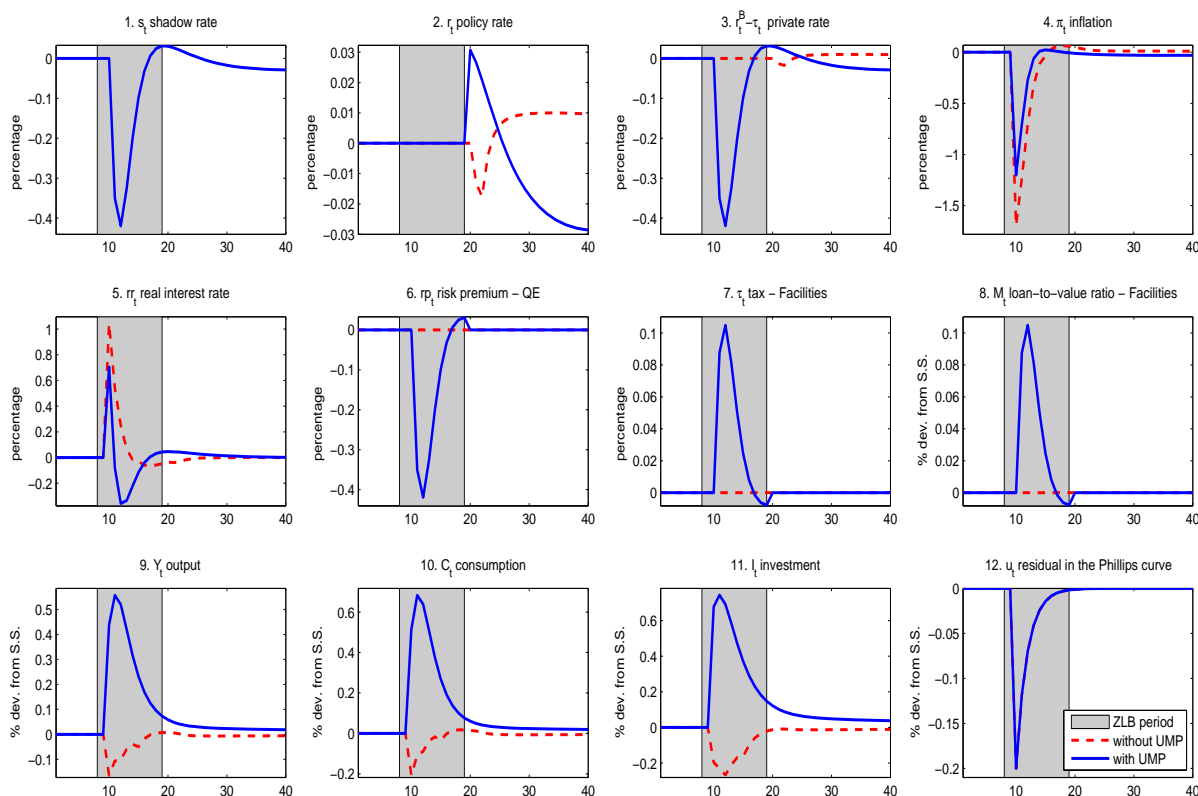 1. s_t shadow rate
percentage
0
−0.1
−0.2
−0.3
−0.4
10 20 30 40
2. r_t policy rate
percentage
0.03
0.02
0.01
0
−0.01
−0.02
−0.03
10 20 30 40
3. r_t^B−τ_t private rate
percentage
0
−0.1
−0.2
−0.3
−0.4
10 20 30 40
4. π_t inflation
percentage
0
−0.5
−1
−1.5
10 20 30 40
5. rr_t real interest rate
percentage
1
0.8
0.6
0.4
0.2
0
−0.2
10 20 30 40
6. rp_t risk premium − QE
percentage
0
−0.1
−0.2
−0.3
−0.4
10 20 30 40
7. τ_t tax − Facilities
percentage
0.1
0.08
0.06
0.04
0.02
0
10 20 30 40
8. M_t loan−to−value ratio − Facilities
% dev. from S.S.
0.1
0.08
0.06
0.04
0.02
0
10 20 30 40
9. Y_t output
% dev. from S.S.
0.5
0.4
0.3
0.2
0.1
0
−0.1
10 20 30 40
10. C_t consumption
% dev. from S.S.
0.6
0.4
0.2
0
−0.2
10 20 30 40
11. I_t investment
% dev. from S.S.
0.6
0.4
0.2
0
−0.2
10 20 30 40
12. u_t residual in the Phillips curve
% dev. from S.S.
0
−0.05
−0.1
−0.15
−0.2
10 20 30 40
ZLB period
without UMP
with UMP